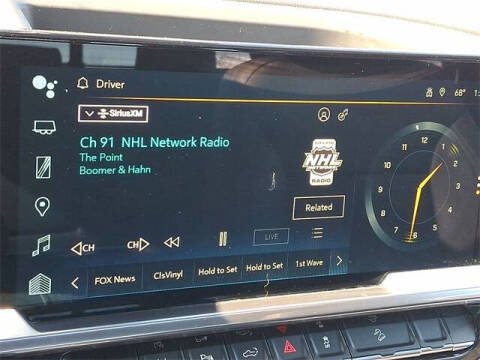 Driver
68° 1:
SiriusXM
Ch 91 NHL Network Radio
The Point
Boomer & Hahn
NHL
NETWORK
RADIO
Related
CH CH LIVE
FOX News ClsVinyl Hold to Set Hold to Set 1st Wave
12
1
2
3
4
5
6
7
8
9
10
11